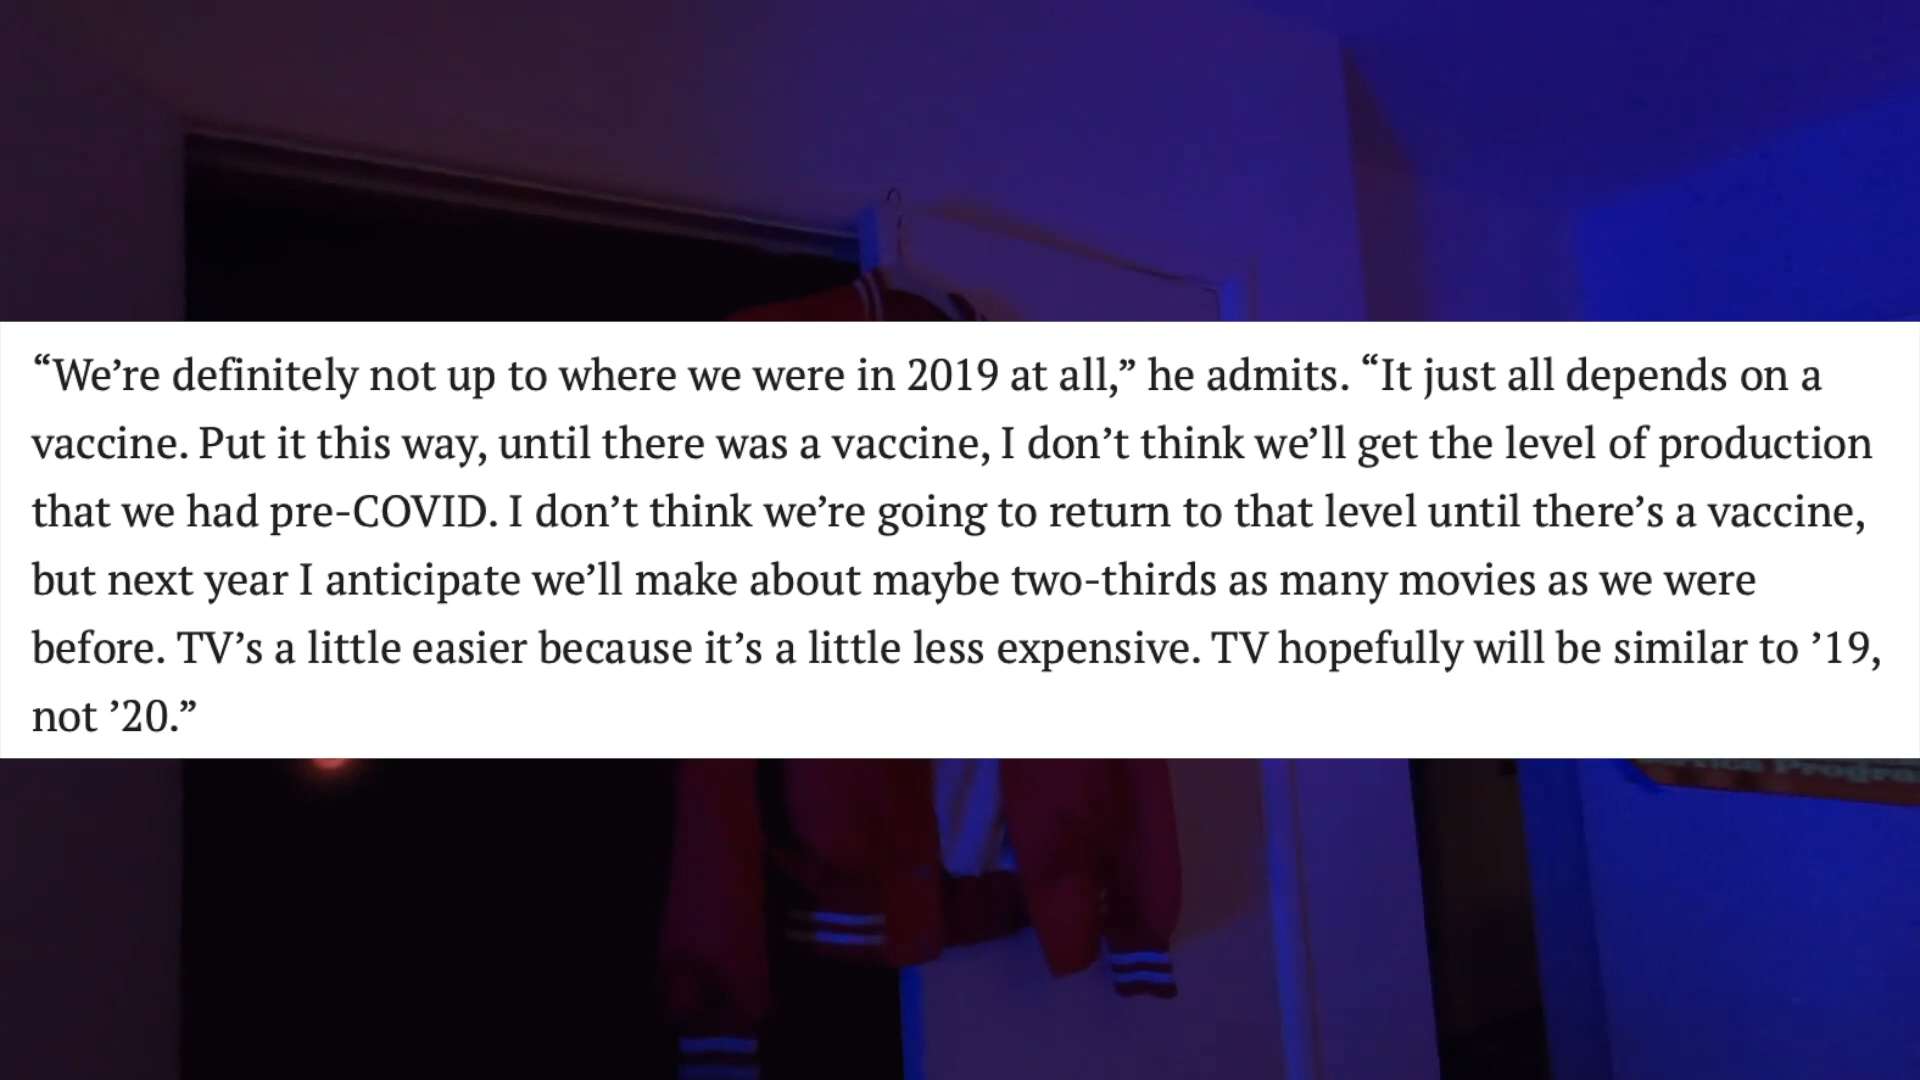 “We’re definitely not up to where we were in 2019 at all,” he admits. “It just all depends on a
vaccine. Put it this way, until there was a vaccine, I don’t think we’ll get the level of production
that we had pre-COVID. I don’t think we’re going to return to that level until there’s a vaccine,
but next year I anticipate we’ll make about maybe two-thirds as many movies as we were
before. TV’s a little easier because it’s a little less expensive. TV hopefully will be similar to ’19,
not ’20.”